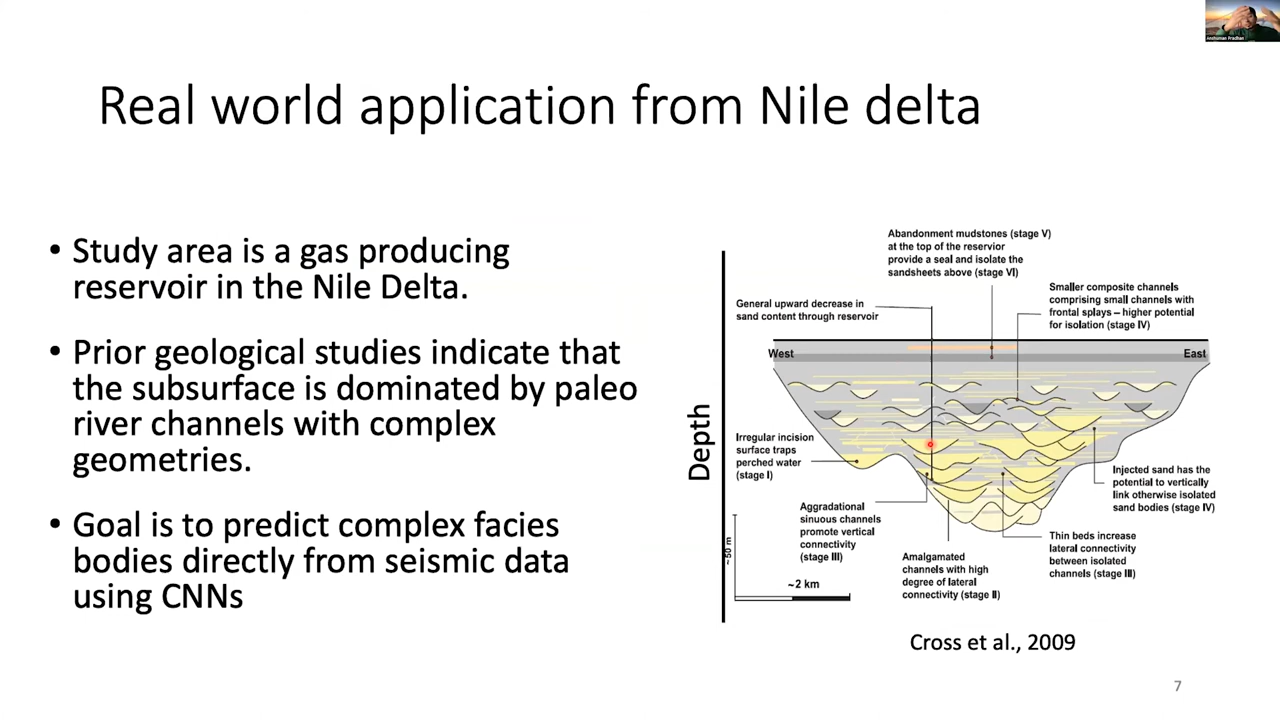 Anshuman Pradhan
Real world application from Nile delta
• Study area is a gas producing
reservoir in the Nile Delta.
• Prior geological studies indicate that
the subsurface is dominated by paleo
river channels with complex
geometries.
• Goal is to predict complex facies
bodies directly from seismic data
using CNNs
Depth
Abandonment mudstones (stage V)
at the top of the reservior
provide a seal and isolate the
sandsheets above (stage VI)
General upward decrease in
sand content through reservoir
Smaller composite channels
comprising small channels with
frontal splays – higher potential
for isolation (stage IV)
West
East
Irregular incision
surface traps
perched water
(stage I)
Aggradational
sinuous channels
promote vertical
connectivity
(stage III)
Amalgamated
channels with high
degree of lateral
connectivity (stage II)
Thin beds increase
lateral connectivity
between isolated
channels (stage III)
Injected sand has the
potential to vertically
link otherwise isolated
sand bodies (stage IV)
~50 m
~2 km
Cross et al., 2009
7